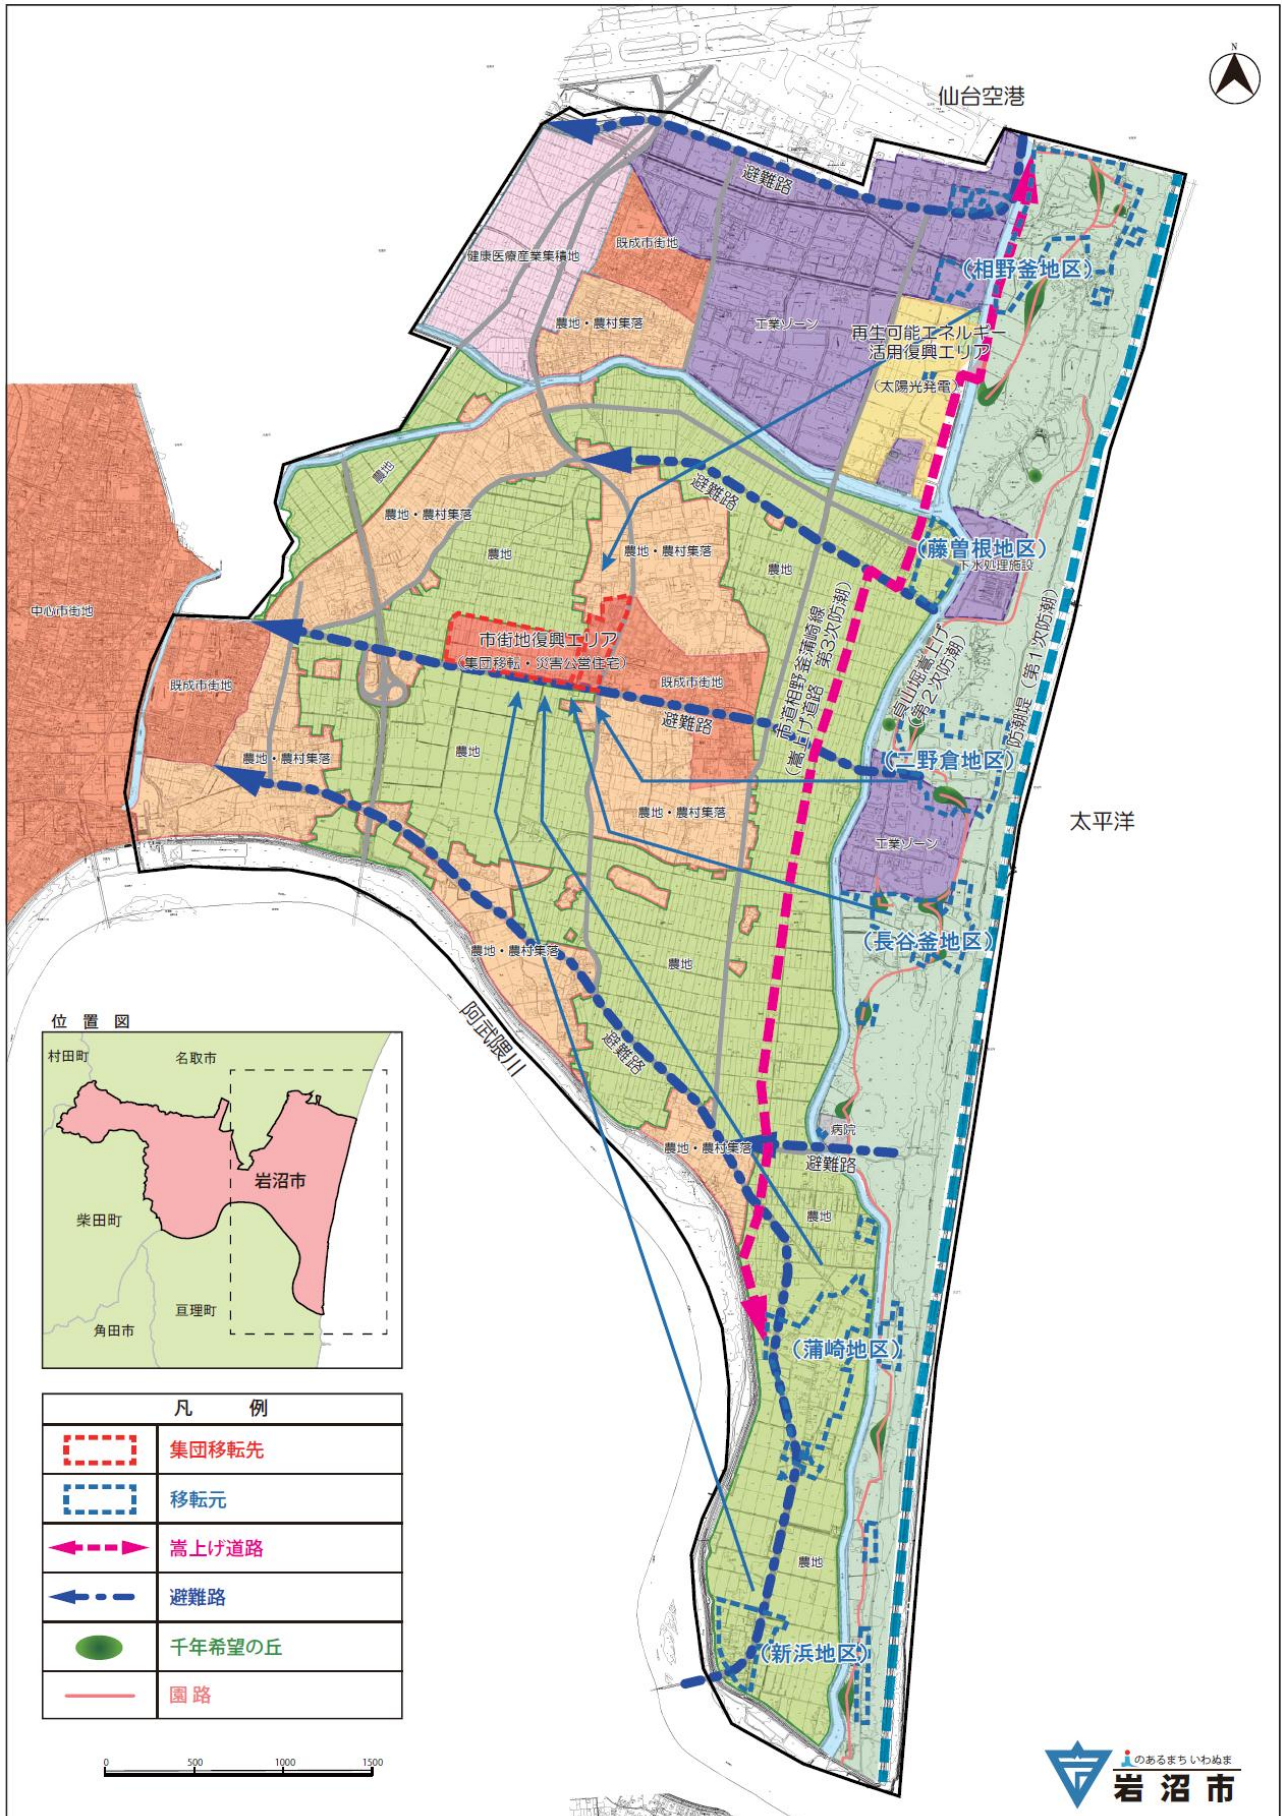 N
仙台空港
避難路
既成市街地
健康医療産業集積地
（相野釜地区）
農地・農村集落
工業ゾーン
再生可能エネルギー
活用復興エリア
（太陽光発電）
農地
避難路
農地・農村集落
農地
農地・農村集落
農地
（藤曽根地区）
下水処理施設
中心市街地
市街地復興エリア
（集団移転・災害公営住宅）
既成市街地
既成市街地
避難路
市道相野釜蒲崎線
（嵩上げ道路　第3次防潮）
貞山堀嵩上げ
（第2次防潮）
防潮堤（第1次防潮）
農地・農村集落
農地
（二野倉地区）
農地・農村集落
太平洋
工業ゾーン
（長谷釜地区）
農地・農村集落
農地
阿武隈川
避難路
病院
農地・農村集落
避難路
農地
（蒲崎地区）
農地
（新浜地区）
位置図
村田町
名取市
岩沼市
柴田町
亘理町
角田市
凡例
集団移転先
移転元
嵩上げ道路
避難路
千年希望の丘
園路
0 500 1000 1500
iのあるまち いわぬま
岩沼市